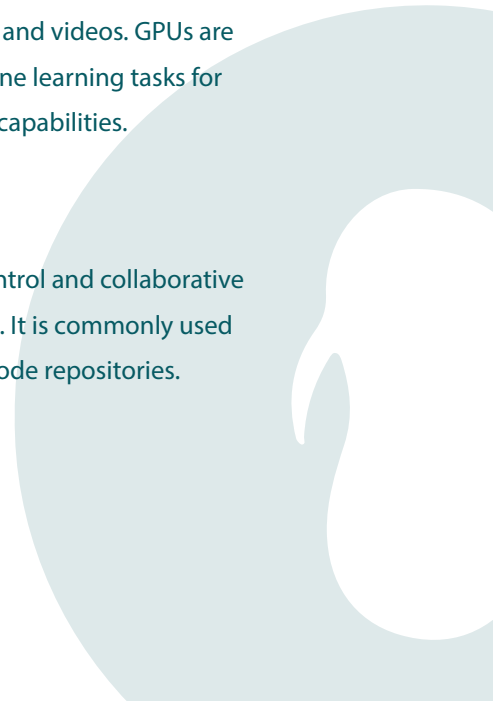 and videos. GPUs are
ne learning tasks for
capabilities.
ntrol and collaborative
. It is commonly used
ode repositories.